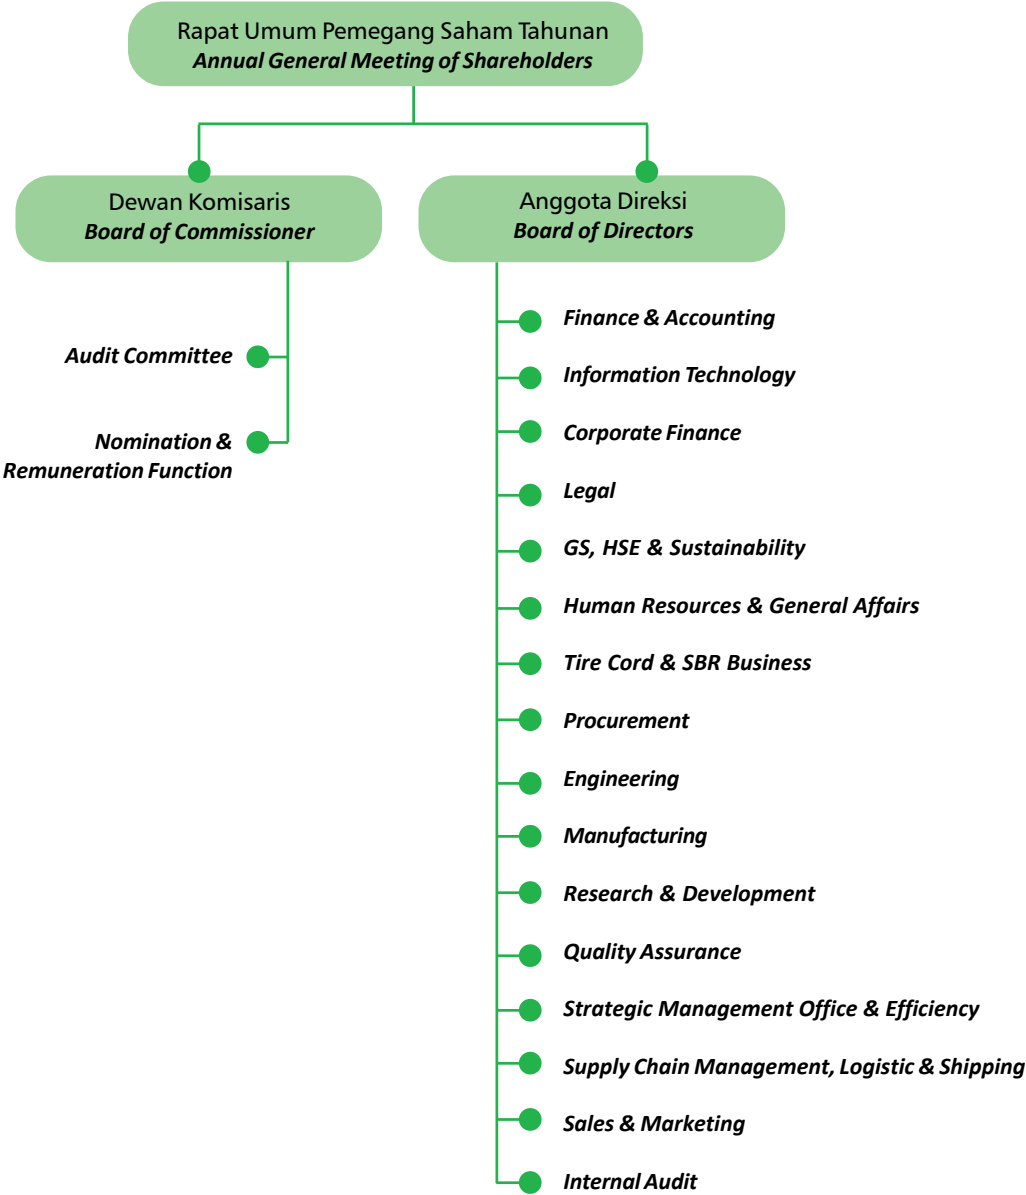 Rapat Umum Pemegang Saham Tahunan
Annual General Meeting of Shareholders
Dewan Komisaris
Board of Commissioner
Anggota Direksi
Board of Directors
Audit Committee
Nomination &
Remuneration Function
Finance & Accounting
Information Technology
Corporate Finance
Legal
GS, HSE & Sustainability
Human Resources & General Affairs
Tire Cord & SBR Business
Procurement
Engineering
Manufacturing
Research & Development
Quality Assurance
Strategic Management Office & Efficiency
Supply Chain Management, Logistic & Shipping
Sales & Marketing
Internal Audit